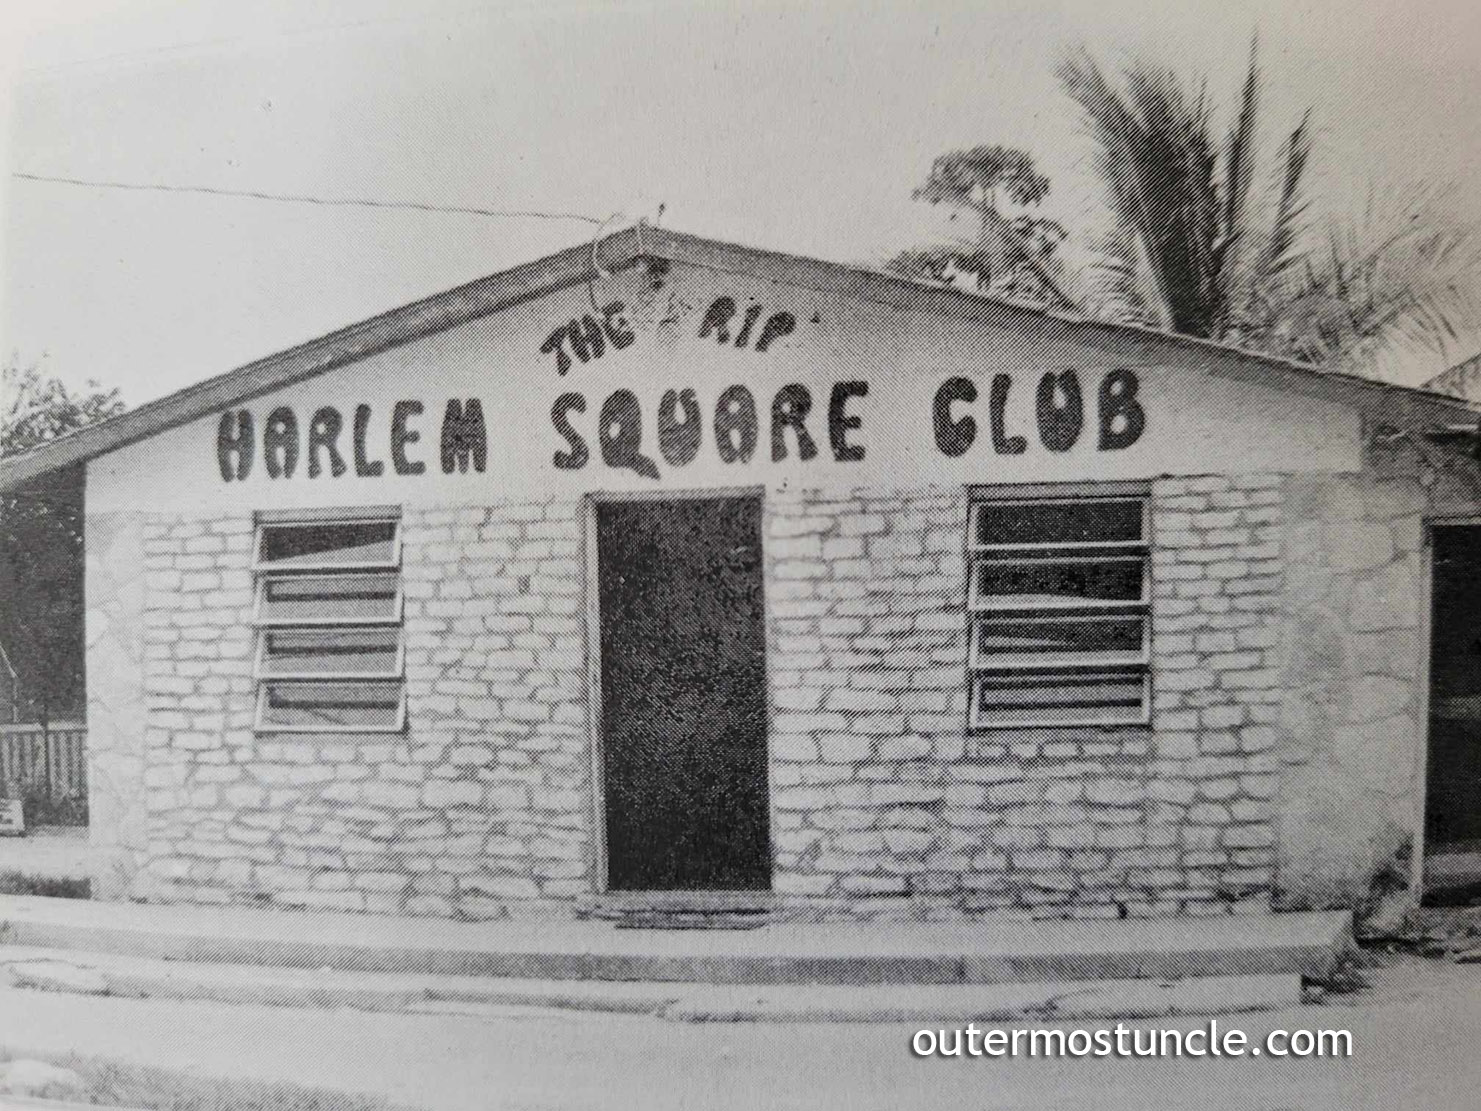 THE RIP
HARLEM SQUARE CLUB
outermostuncle.com